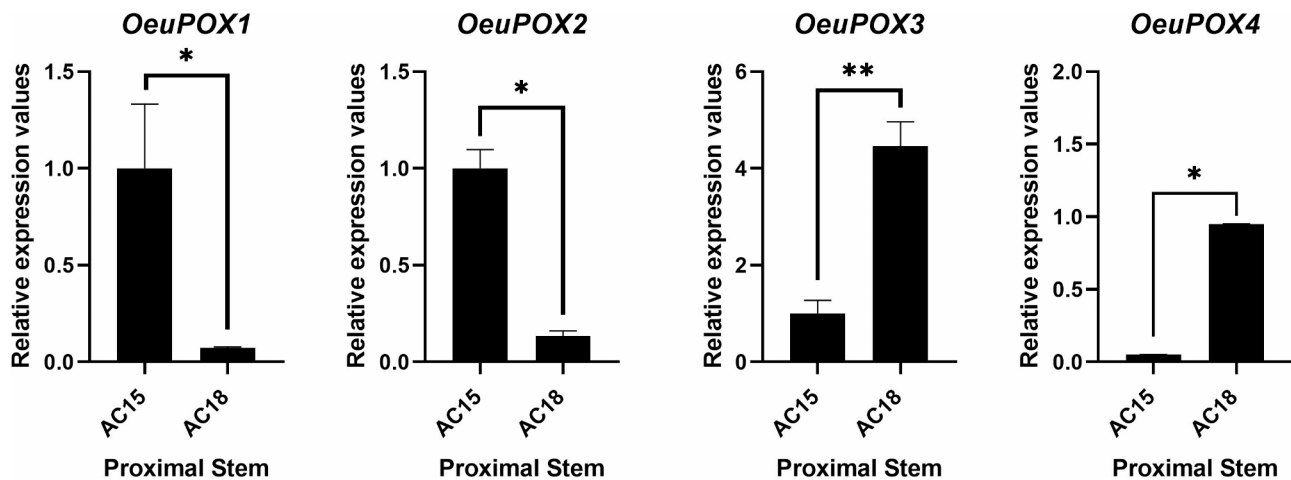 OeuPOX1
*
Relative expression values
1.5
1.0
0.5
0.0
AC15
AC18
Proximal Stem
OeuPOX2
*
Relative expression values
1.5
1.0
0.5
0.0
AC15
AC18
Proximal Stem
OeuPOX3
**
Relative expression values
6
4
2
0
AC15
AC18
Proximal Stem
OeuPOX4
*
Relative expression values
2.0
1.5
1.0
0.5
0.0
AC15
AC18
Proximal Stem